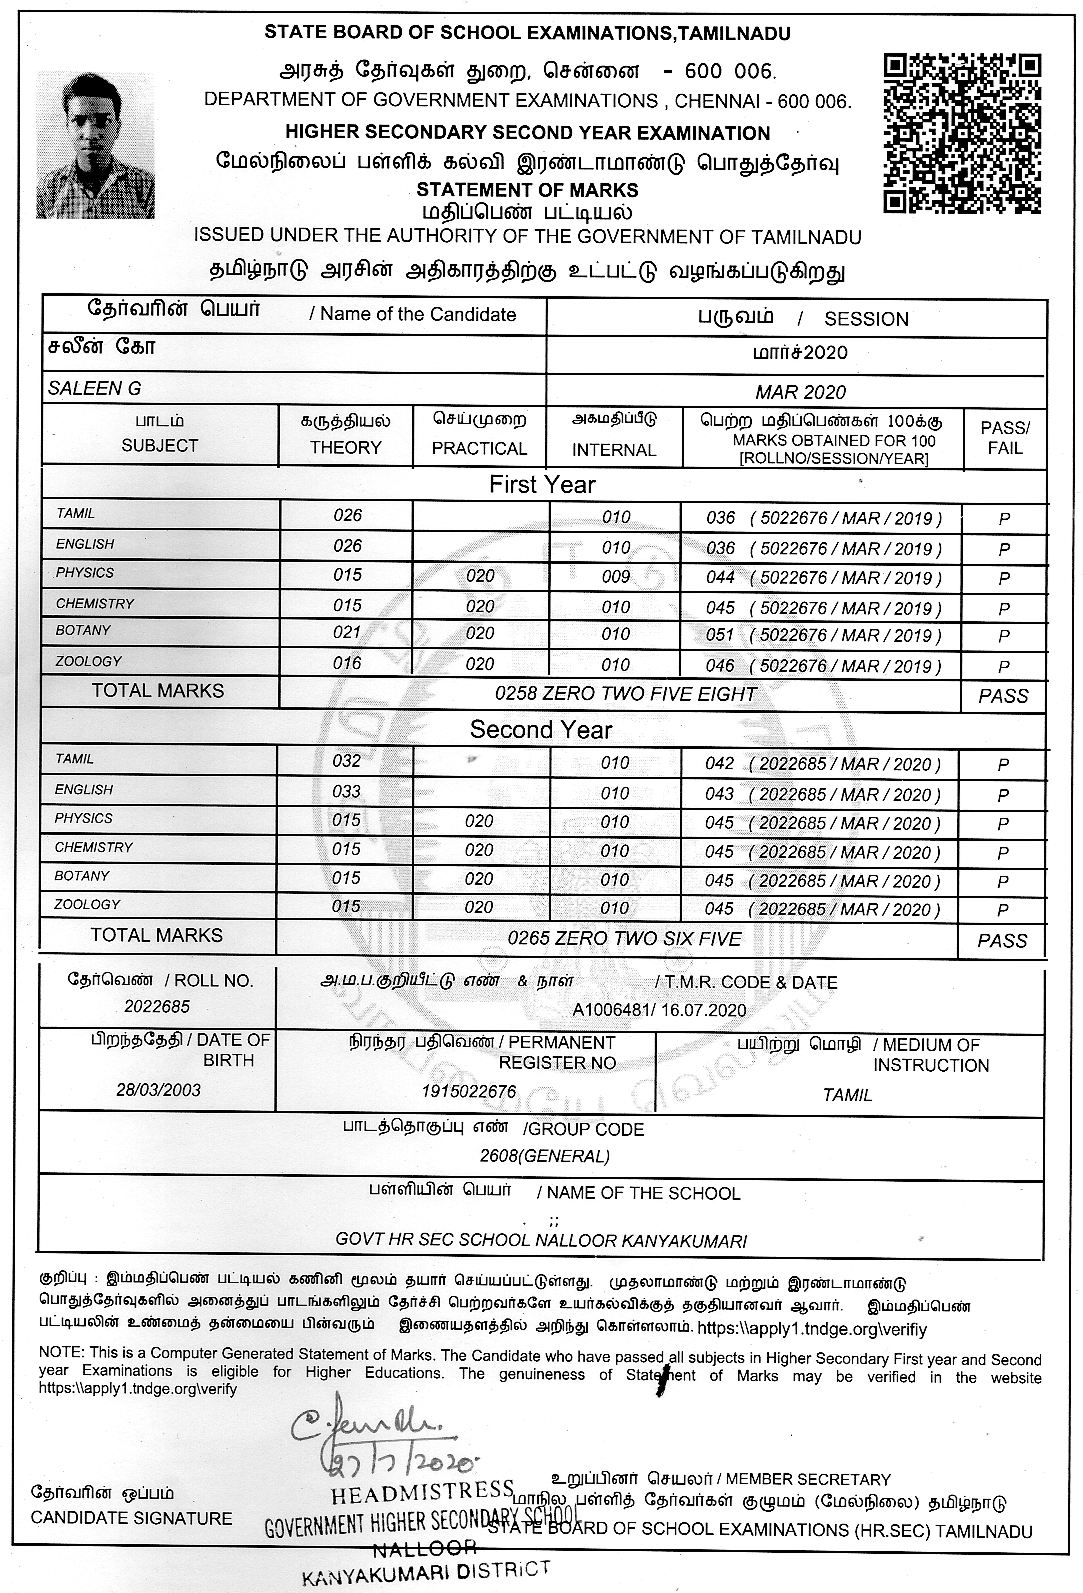 STATE BOARD OF SCHOOL EXAMINATIONS,TAMILNADU
அரசுத் தேர்வுகள் துறை, சென்னை - 600 006.
DEPARTMENT OF GOVERNMENT EXAMINATIONS , CHENNAI - 600 006.
HIGHER SECONDARY SECOND YEAR EXAMINATION
மேல்நிலைப் பள்ளிக் கல்வி இரண்டாமாண்டு பொதுத்தேர்வு
STATEMENT OF MARKS
மதிப்பெண் பட்டியல்
ISSUED UNDER THE AUTHORITY OF THE GOVERNMENT OF TAMILNADU
தமிழ்நாடு அரசின் அதிகாரத்திற்கு உட்பட்டு வழங்கப்படுகிறது
தேர்வரின் பெயர் / Name of the Candidate பருவம் / SESSION
சலீன் கோ மார்ச்2020
SALEEN G MAR 2020
பாடம் கருத்தியல் செய்முறை அகமதிப்பீடு பெற்ற மதிப்பெண்கள் 100க்கு PASS/
SUBJECT THEORY PRACTICAL INTERNAL MARKS OBTAINED FOR 100 FAIL
[ROLLNO/SESSION/YEAR]
First Year
TAMIL 026 010 036 ( 5022676 / MAR / 2019 ) P
ENGLISH 026 010 036 ( 5022676 / MAR / 2019 ) P
PHYSICS 015 020 009 044 ( 5022676 / MAR / 2019 ) P
CHEMISTRY 015 020 010 045 ( 5022676 / MAR / 2019 ) P
BOTANY 021 020 010 051 ( 5022676 / MAR / 2019 ) P
ZOOLOGY 016 020 010 046 ( 5022676 / MAR / 2019 ) P
TOTAL MARKS 0258 ZERO TWO FIVE EIGHT PASS
Second Year
TAMIL 032 010 042 ( 2022685 / MAR / 2020 ) P
ENGLISH 033 010 043 ( 2022685 / MAR / 2020 ) P
PHYSICS 015 020 010 045 ( 2022685 / MAR / 2020 ) P
CHEMISTRY 015 020 010 045 ( 2022685 / MAR / 2020 ) P
BOTANY 015 020 010 045 ( 2022685 / MAR / 2020 ) P
ZOOLOGY 015 020 010 045 ( 2022685 / MAR / 2020 ) P
TOTAL MARKS 0265 ZERO TWO SIX FIVE PASS
தேர்வெண் / ROLL NO. அ.ம.ப.குறியீட்டு எண் & நாள் / T.M.R. CODE & DATE
2022685 A1006481/ 16.07.2020
பிறந்ததேதி / DATE OF நிரந்தர பதிவெண் / PERMANENT பயிற்று மொழி / MEDIUM OF
BIRTH REGISTER NO INSTRUCTION
28/03/2003 1915022676 TAMIL
பாடத்தொகுப்பு எண் /GROUP CODE
2608(GENERAL)
பள்ளியின் பெயர் / NAME OF THE SCHOOL
GOVT HR SEC SCHOOL NALLOOR KANYAKUMARI
குறிப்பு : இம்மதிப்பெண் பட்டியல் கணினி மூலம் தயார் செய்யப்பட்டுள்ளது. முதலாமாண்டு மற்றும் இரண்டாமாண்டு
பொதுத்தேர்வுகளில் அனைத்துப் பாடங்களிலும் தேர்ச்சி பெற்றவர்களே உயர்கல்விக்குத் தகுதியானவர் ஆவார். இம்மதிப்பெண்
பட்டியலின் உண்மைத் தன்மையை பின்வரும் இணையதளத்தில் அறிந்து கொள்ளலாம். https:\\apply1.tndge.org\verifiy
NOTE: This is a Computer Generated Statement of Marks. The Candidate who have passed all subjects in Higher Secondary First year and Second
year Examinations is eligible for Higher Educations. The genuineness of Statement of Marks may be verified in the website
https:\\apply1.tndge.org\verify
27/7/2020
HEADMISTRESS
GOVERNMENT HIGHER SECONDARY SCHOOL
NALLOOR
KANYAKUMARI DISTRICT
தேர்வரின் ஒப்பம்
CANDIDATE SIGNATURE
உறுப்பினர் செயலர் / MEMBER SECRETARY
மாநில பள்ளித் தேர்வர்கள் குழுமம் (மேல்நிலை) தமிழ்நாடு
STATE BOARD OF SCHOOL EXAMINATIONS (HR.SEC) TAMILNADU